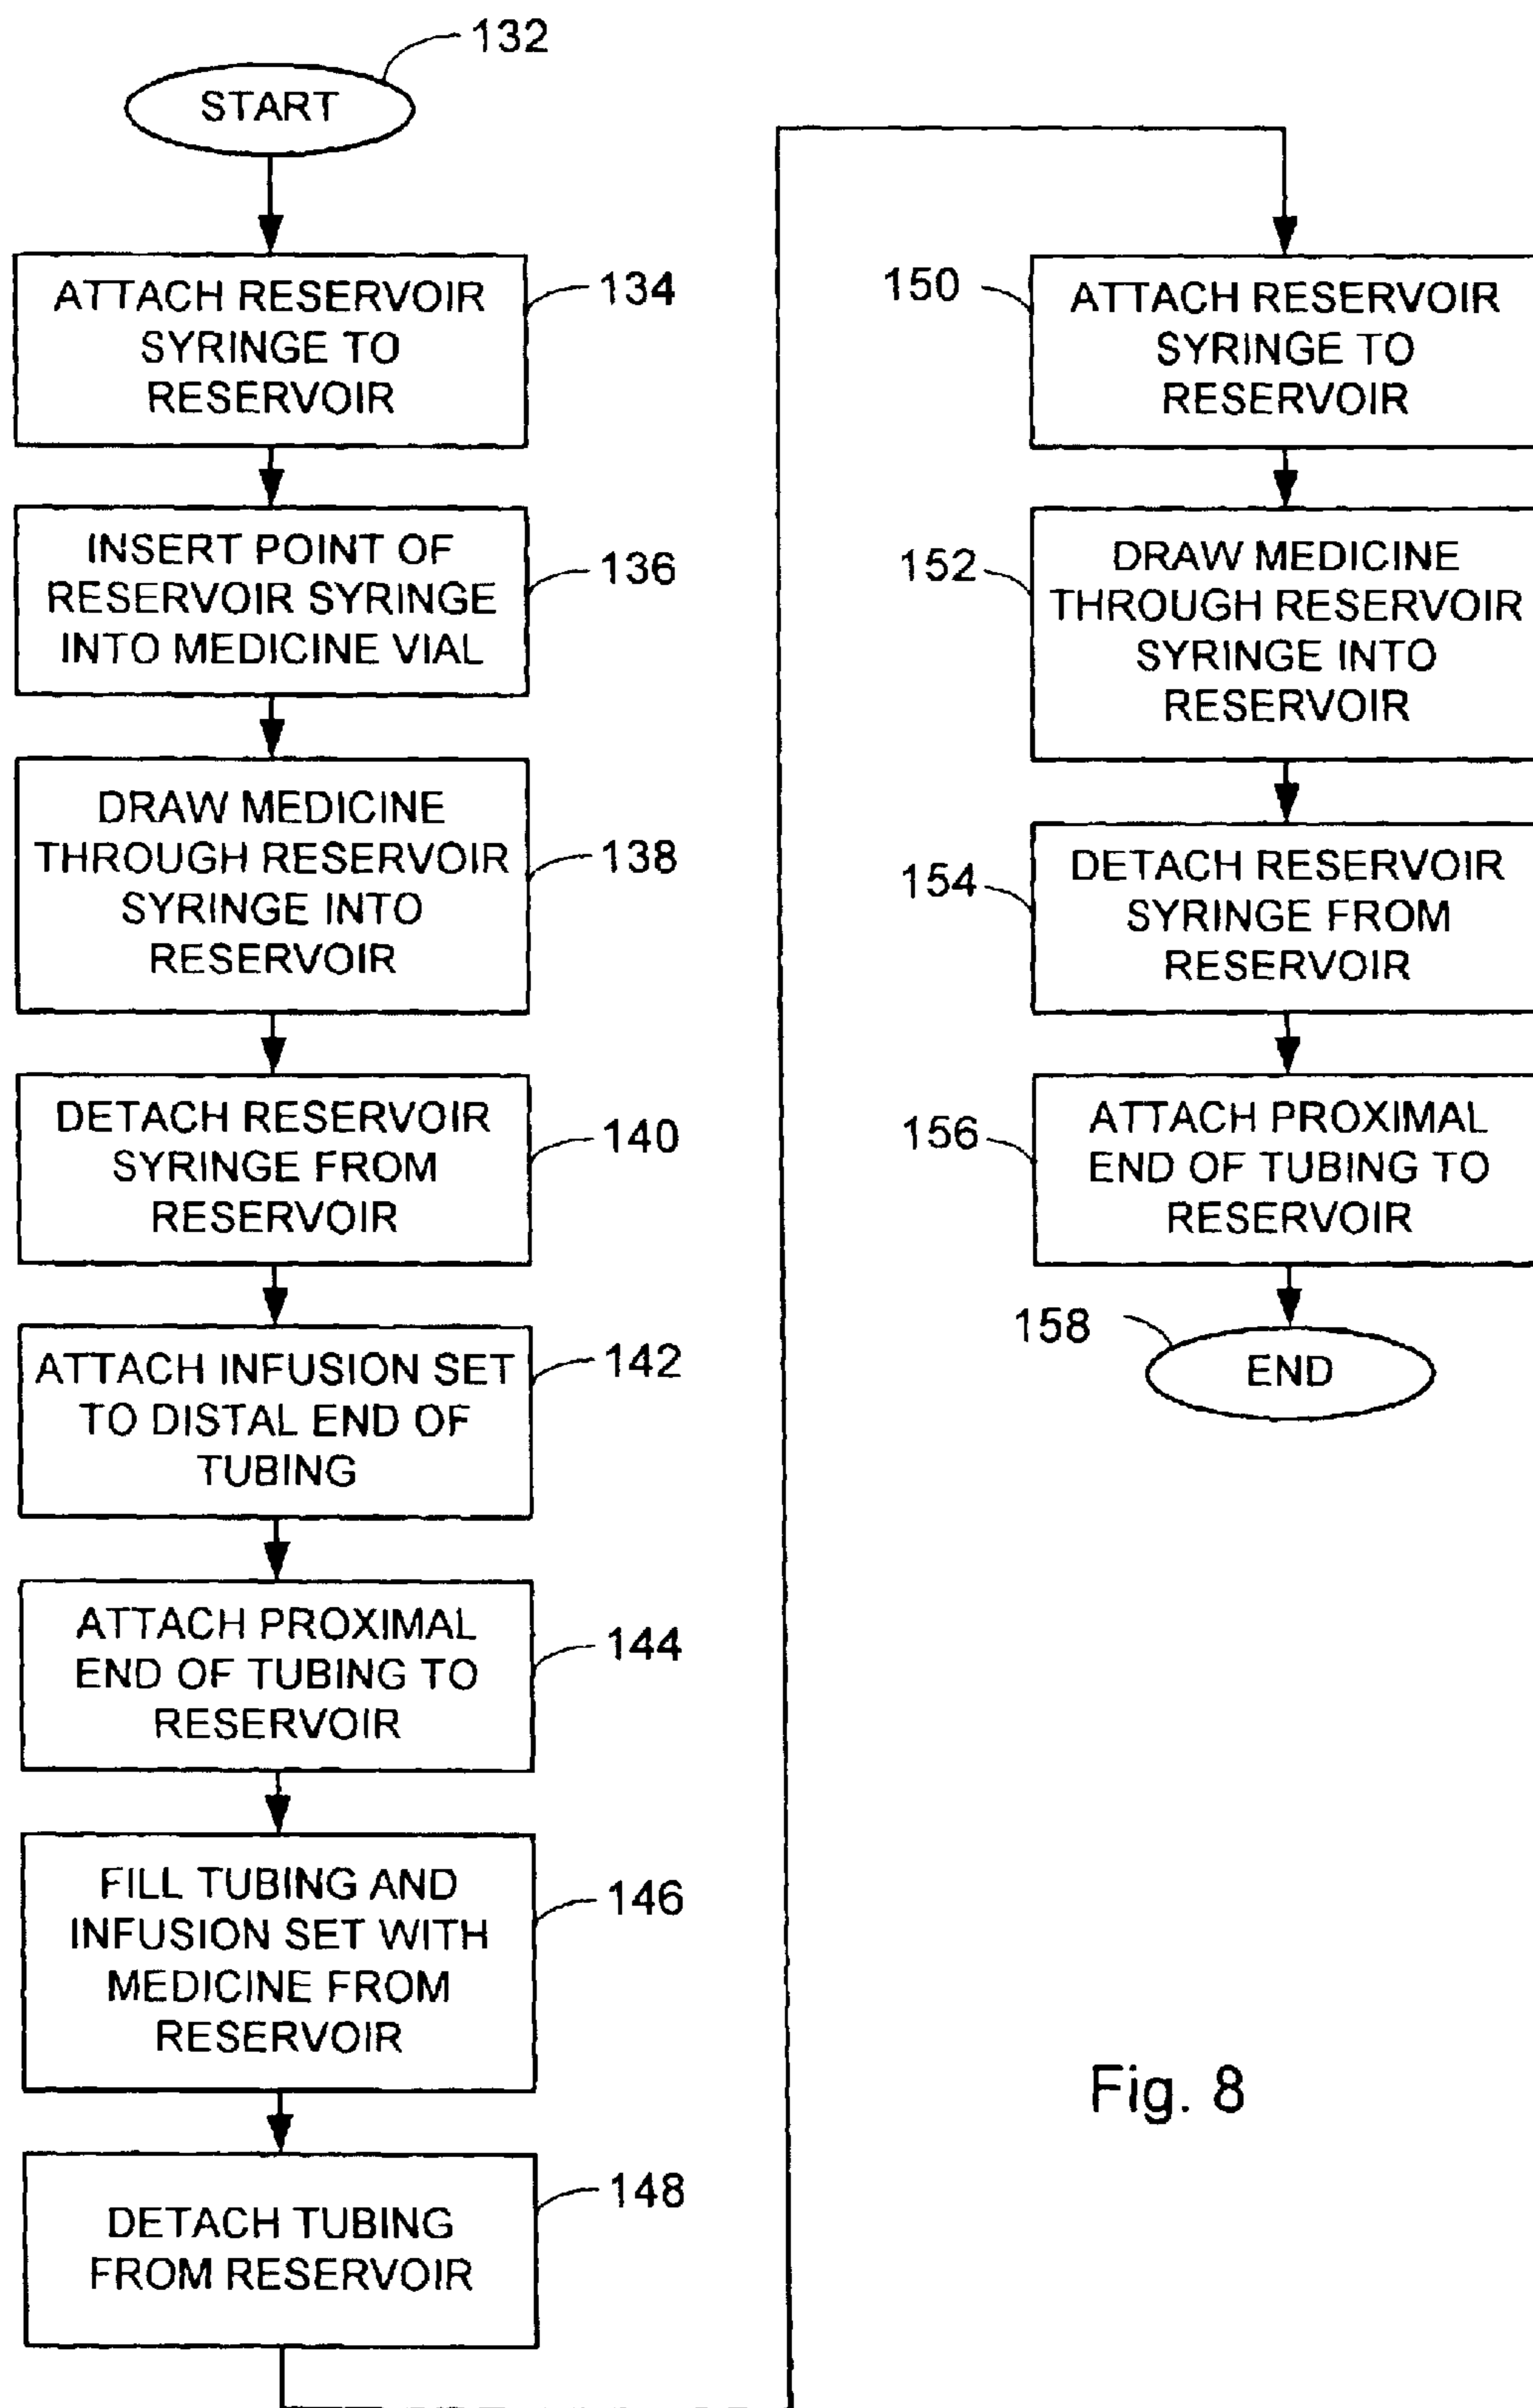 132
START
ATTACH RESERVOIR
SYRINGE TO
RESERVOIR
134
INSERT POINT OF
RESERVOIR SYRINGE
INTO MEDICINE VIAL
136
DRAW MEDICINE
THROUGH RESERVOIR
SYRINGE INTO
RESERVOIR
138
DETACH RESERVOIR
SYRINGE FROM
RESERVOIR
140
ATTACH INFUSION SET
TO DISTAL END OF
TUBING
142
ATTACH PROXIMAL
END OF TUBING TO
RESERVOIR
144
FILL TUBING AND
INFUSION SET WITH
MEDICINE FROM
RESERVOIR
146
DETACH TUBING
FROM RESERVOIR
148
150
ATTACH RESERVOIR
SYRINGE TO
RESERVOIR
152
DRAW MEDICINE
THROUGH RESERVOIR
SYRINGE INTO
RESERVOIR
154
DETACH RESERVOIR
SYRINGE FROM
RESERVOIR
156
ATTACH PROXIMAL
END OF TUBING TO
RESERVOIR
158
END
Fig. 8